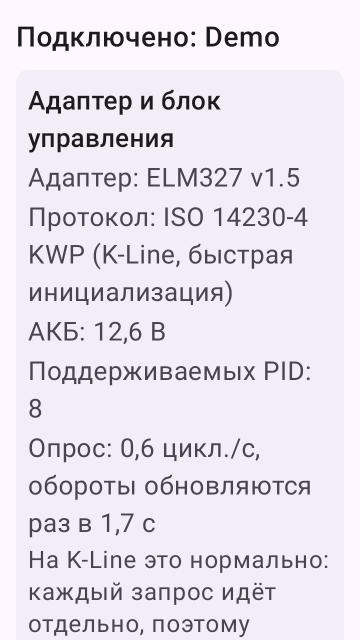 Подключено: Demo
Адаптер и блок
управления
Адаптер: ELM327 v1.5
Протокол: ISO 14230-4
KWP (K-Line, быстрая
инициализация)
АКБ: 12,6 В
Поддерживаемых PID:
8
Опрос: 0,6 цикл./с,
обороты обновляются
раз в 1,7 с
На K-Line это нормально:
каждый запрос идёт
отдельно, поэтому